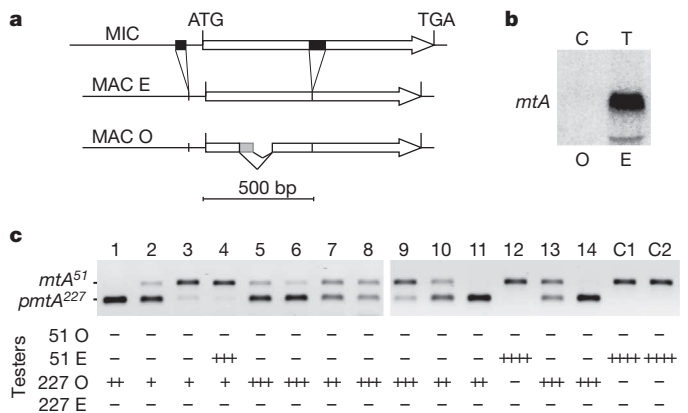 a
ATG TGA
MIC
MAC E
MAC O
500 bp
b
C T
mtA
O E
c
1 2 3 4 5 6 7 8 9 10 11 12 13 14 C1 C2
mtA51
pmtA227
Testers
51 O – – – – – – – – – – – – – – – –
51 E – – – +++ – – – – – – – ++++ – – ++++ ++++
227 O ++ + + + +++ +++ ++ ++ +++ ++ ++ – +++ +++ – –
227 E – – – – – – – – – – – – – – – –